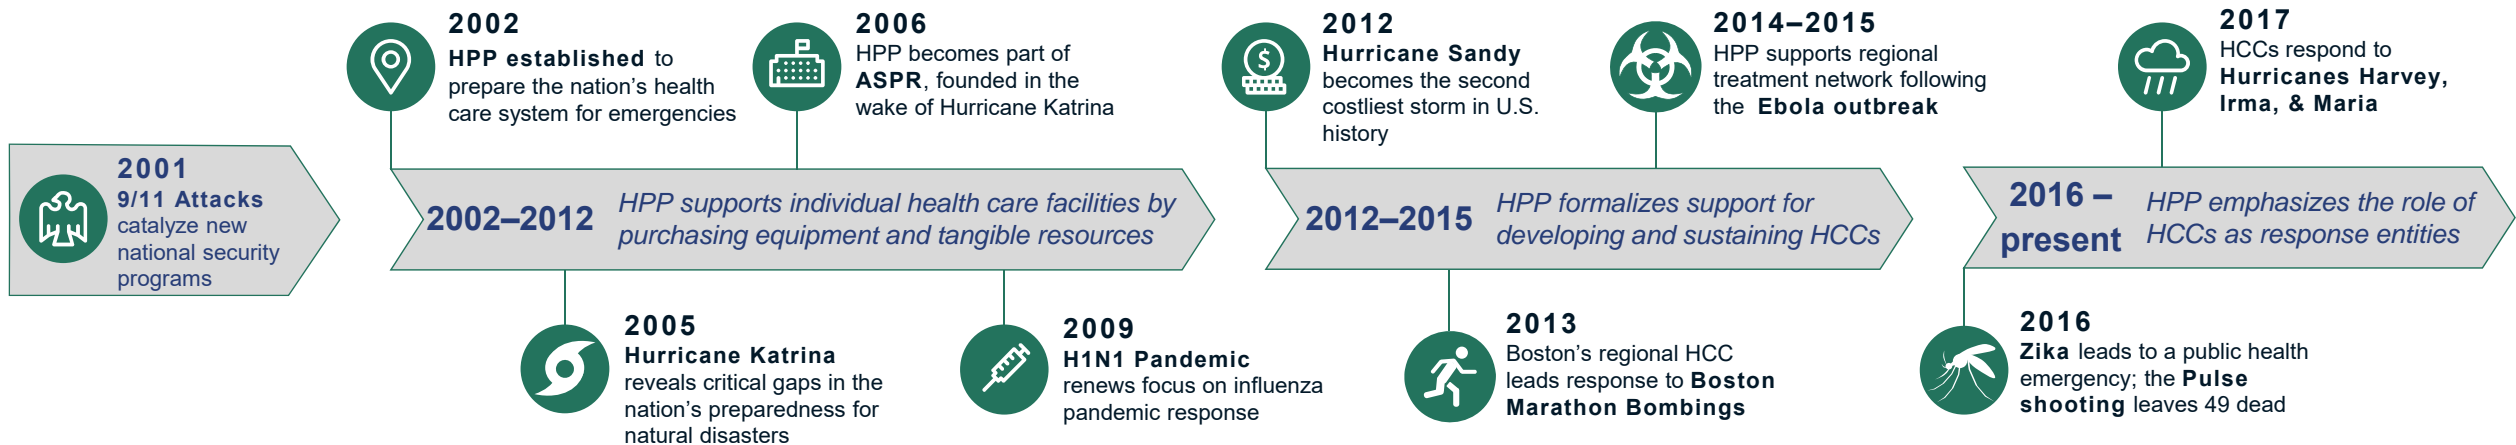 2001
9/11 Attacks
catalyze new
national security
programs
2002
HPP established to
prepare the nation's health
care system for emergencies
2006
HPP becomes part of
ASPR, founded in the
wake of Hurricane Katrina
2002–2012
HPP supports individual health care facilities by
purchasing equipment and tangible resources
2005
Hurricane Katrina
reveals critical gaps in the
nation's preparedness for
natural disasters
2009
H1N1 Pandemic
renews focus on influenza
pandemic response
2012
Hurricane Sandy
becomes the second
costliest storm in U.S.
history
2014–2015
HPP supports regional
treatment network following
the Ebola outbreak
2012–2015
HPP formalizes support for
developing and sustaining HCCs
2013
Boston's regional HCC
leads response to Boston
Marathon Bombings
2017
HCCs respond to
Hurricanes Harvey,
Irma, & Maria
2016 –
present
HPP emphasizes the role of
HCCs as response entities
2016
Zika leads to a public health
emergency; the Pulse
shooting leaves 49 dead